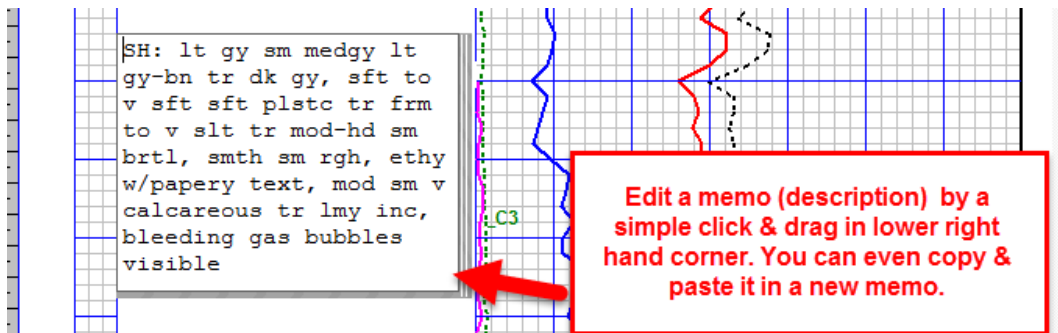 SH: lt gy sm medgy lt
gy-bn tr dk gy, sft to
v sft sft plstc tr frm
to v slt tr mod-hd sm
brtl, smth sm rgh, ethy
w/papery text, mod sm v
calcareous tr lmy inc,
bleeding gas bubbles
visible
_C3
Edit a memo (description) by a
simple click & drag in lower right
hand corner. You can even copy &
paste it in a new memo.